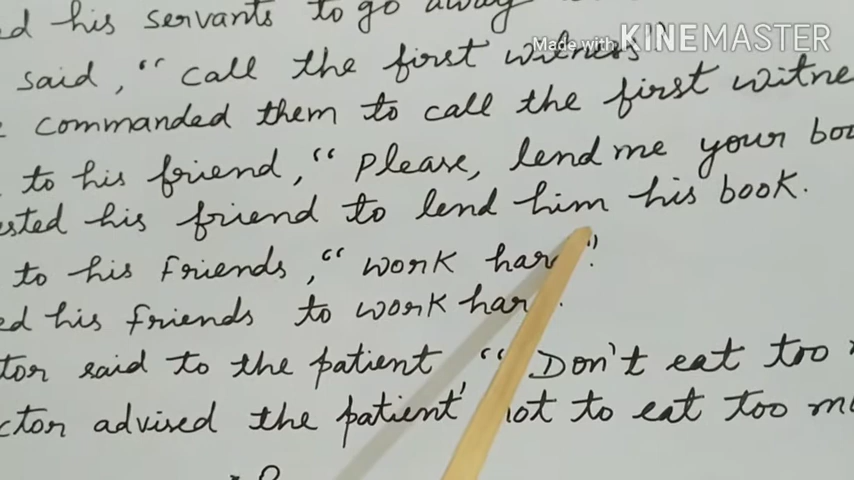 his servants to go away
Made with KINEMASTER
said, "call the first witness"
commanded them to call the first
to his friend, "Please, lend me your
his friend to lend him his book.
to his friends, "work
his friends to work
said to the patient "Don't eat too
advised the patient not to eat too